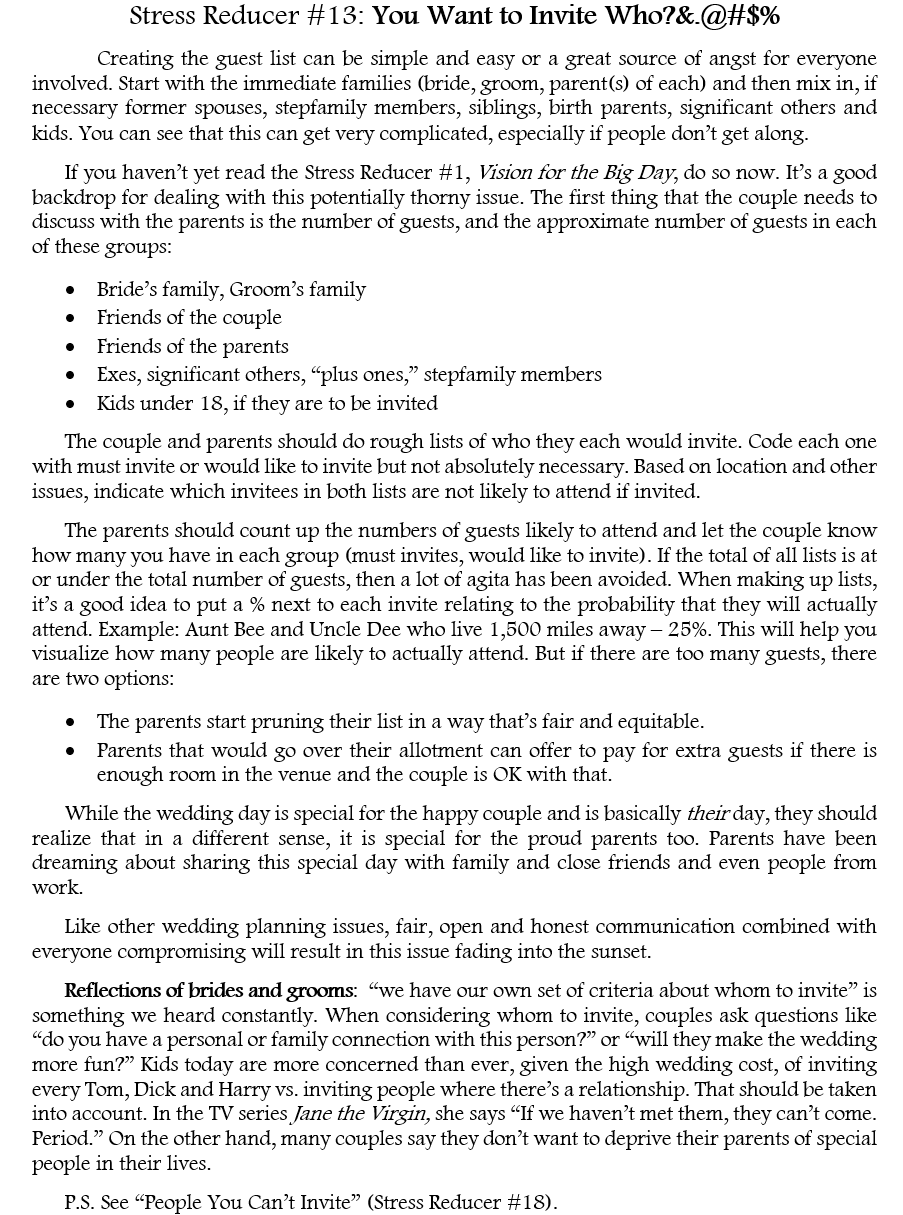 Stress Reducer #13: You Want to Invite Who?&.@#$%
Creating the guest list can be simple and easy or a great source of angst for everyone
involved. Start with the immediate families (bride, groom, parent(s) of each) and then mix in, if
necessary former spouses, stepfamily members, siblings, birth parents, significant others and
kids. You can see that this can get very complicated, especially if people don't get along.
If you haven't yet read the Stress Reducer #1, Vision for the Big Day, do so now. It's a good
backdrop for dealing with this potentially thorny issue. The first thing that the couple needs to
discuss with the parents is the number of guests, and the approximate number of guests in each
of these groups:
• Bride's family, Groom's family
• Friends of the couple
• Friends of the parents
• Exes, significant others, "plus ones," stepfamily members
• Kids under 18, if they are to be invited
The couple and parents should do rough lists of who they each would invite. Code each one
with must invite or would like to invite but not absolutely necessary. Based on location and other
issues, indicate which invitees in both lists are not likely to attend if invited.
The parents should count up the numbers of guests likely to attend and let the couple know
how many you have in each group (must invites, would like to invite). If the total of all lists is at
or under the total number of guests, then a lot of agita has been avoided. When making up lists,
it's a good idea to put a % next to each invite relating to the probability that they will actually
attend. Example: Aunt Bee and Uncle Dee who live 1,500 miles away – 25%. This will help you
visualize how many people are likely to actually attend. But if there are too many guests, there
are two options:
• The parents start pruning their list in a way that's fair and equitable.
• Parents that would go over their allotment can offer to pay for extra guests if there is
enough room in the venue and the couple is OK with that.
While the wedding day is special for the happy couple and is basically their day, they should
realize that in a different sense, it is special for the proud parents too. Parents have been
dreaming about sharing this special day with family and close friends and even people from
work.
Like other wedding planning issues, fair, open and honest communication combined with
everyone compromising will result in this issue fading into the sunset.
Reflections of brides and grooms: "we have our own set of criteria about whom to invite" is
something we heard constantly. When considering whom to invite, couples ask questions like
"do you have a personal or family connection with this person?" or "will they make the wedding
more fun?" Kids today are more concerned than ever, given the high wedding cost, of inviting
every Tom, Dick and Harry vs. inviting people where there's a relationship. That should be taken
into account. In the TV series Jane the Virgin, she says "If we haven't met them, they can't come.
Period." On the other hand, many couples say they don't want to deprive their parents of special
people in their lives.
P.S. See "People You Can't Invite" (Stress Reducer #18).